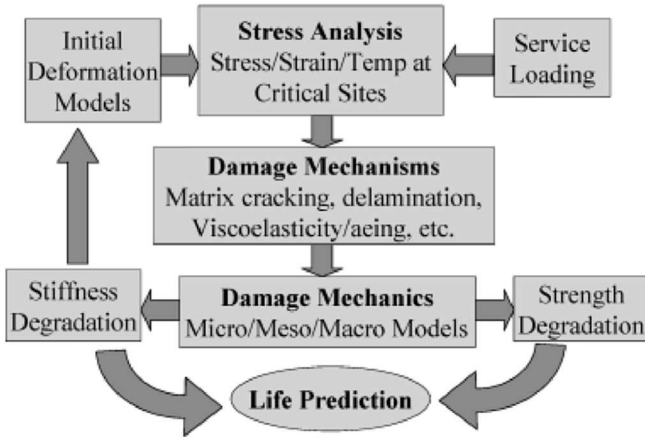 Initial
Deformation
Models
Stress Analysis
Stress/Strain/Temp at
Critical Sites
Service
Loading
Damage Mechanisms
Matrix cracking, delamination,
Viscoelasticity/aeing, etc.
Stiffness
Degradation
Damage Mechanics
Micro/Meso/Macro Models
Strength
Degradation
Life Prediction